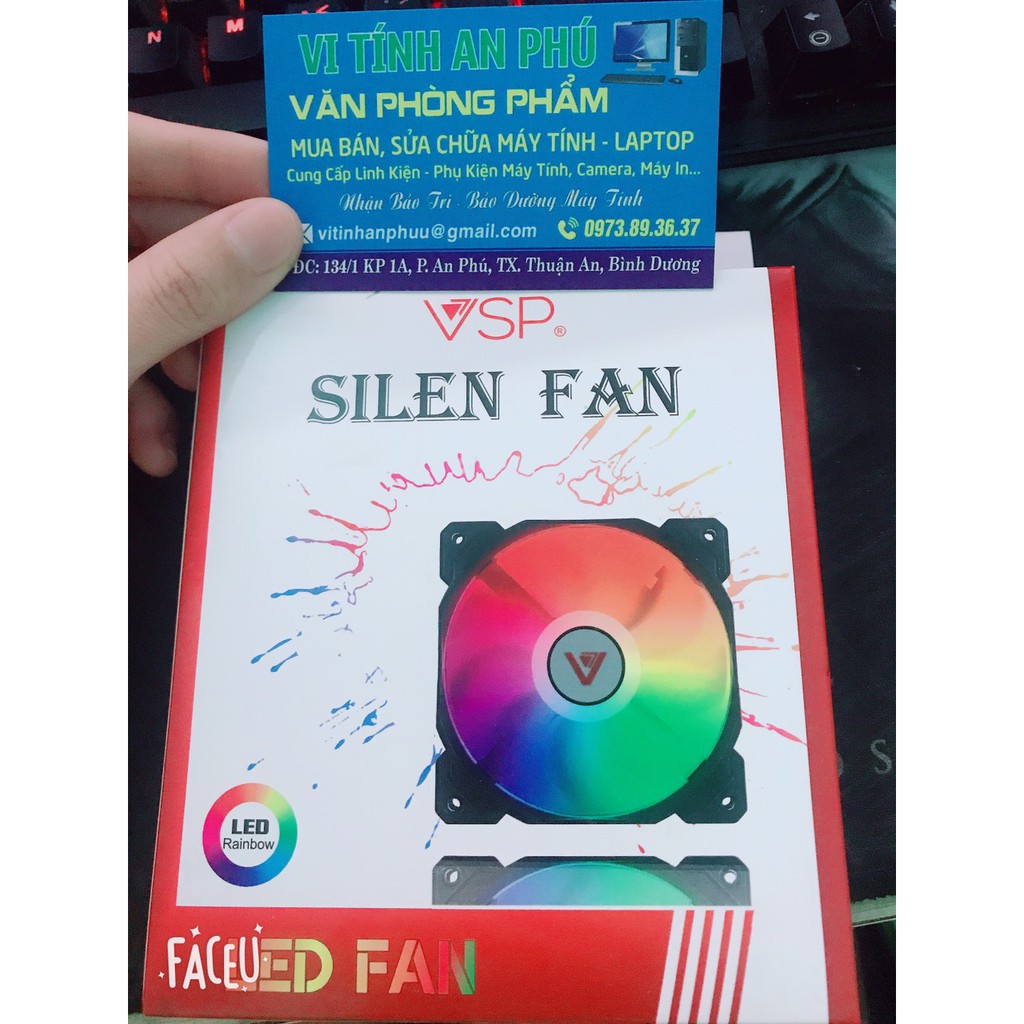 N
M
VI TÍNH AN PHÚ
VĂN PHÒNG PHẨM
MUA BÁN, SỬA CHỮA MÁY TÍNH - LAPTOP
Cung Cấp Linh Kiện - Phụ Kiện Máy Tính, Camera, Máy In...
Nhận Bảo Trì - Bảo Dưỡng Máy Tính
vitinhanphuu@gmail.com 0973.89.36.37
ĐC: 134/1 KP 1A, P. An Phú, TX. Thuận An, Bình Dương
VSP®
SILEN FAN
S
LED
Rainbow
FACEU
LED FAN